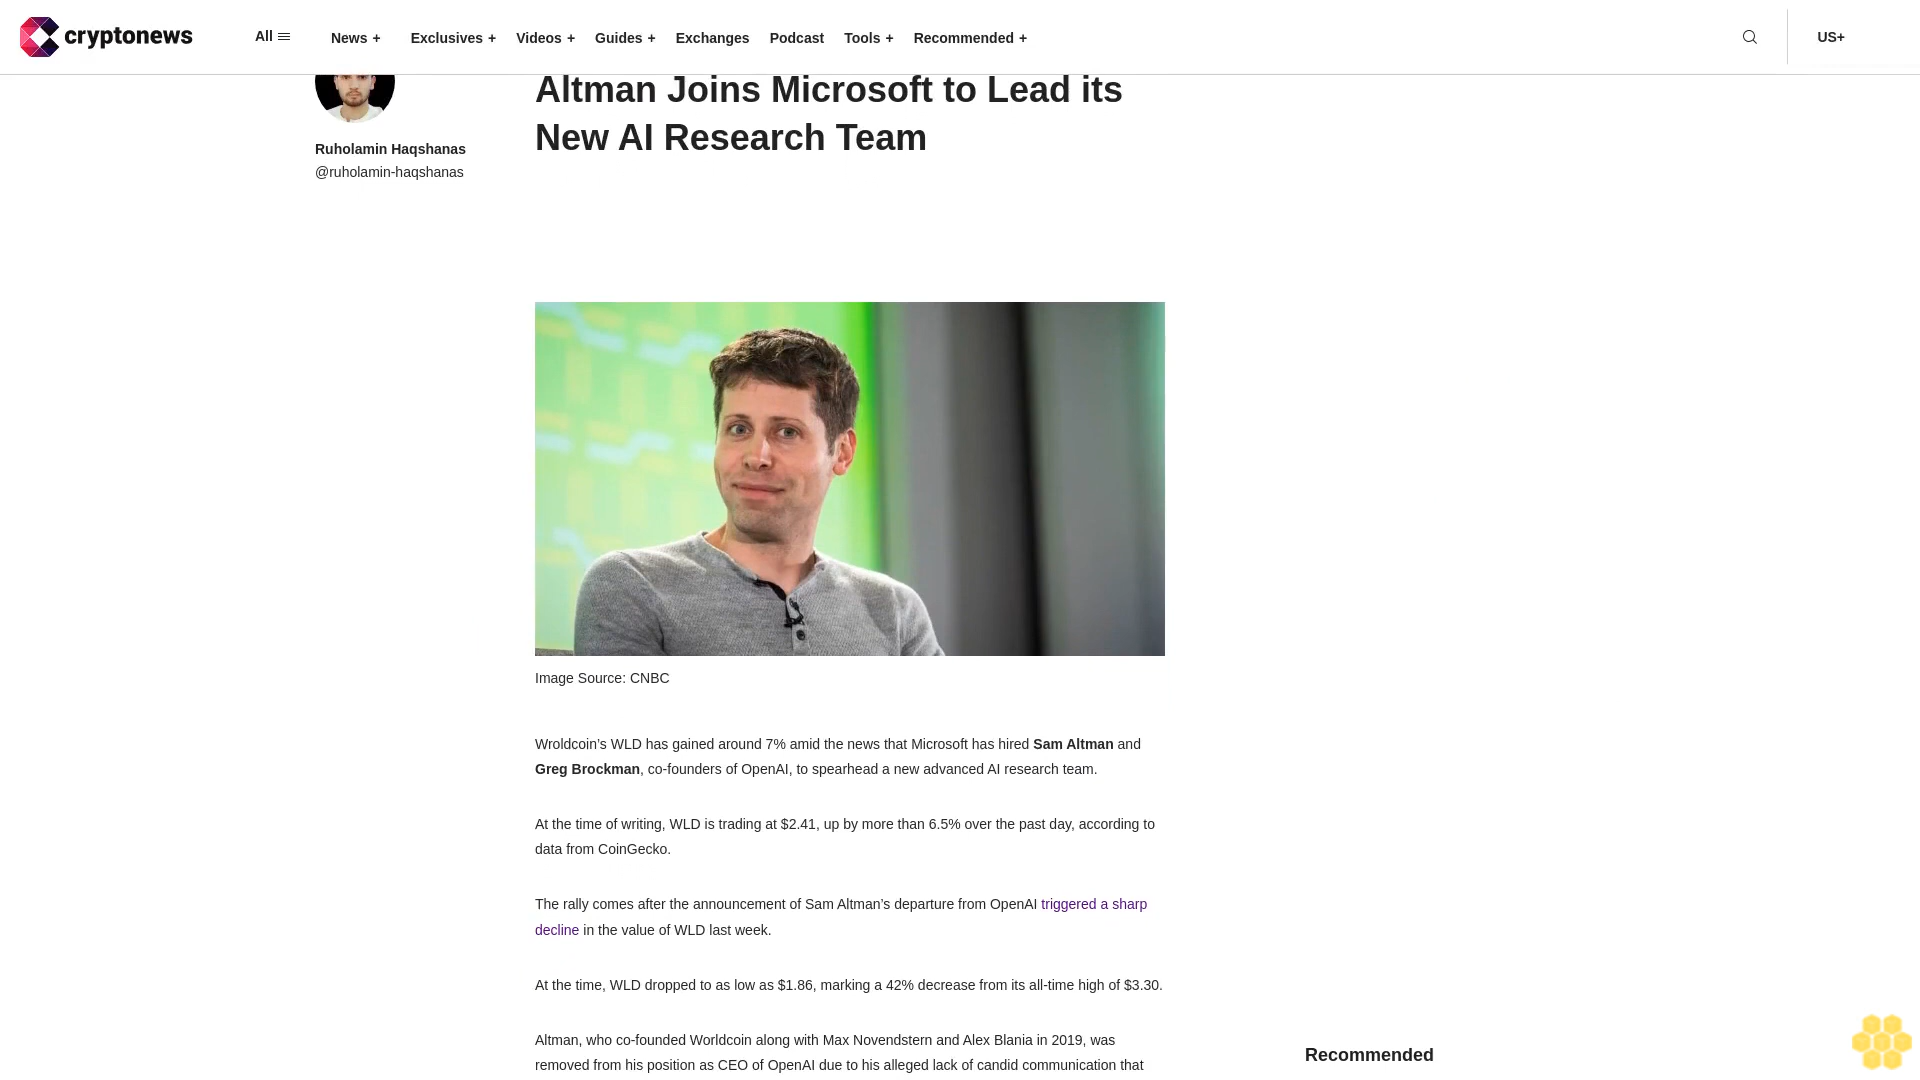 cryptonews
All
News +
Exclusives +
Videos +
Guides +
Exchanges
Podcast
Tools +
Recommended +
US+
Ruholamin Haqshanas
@ruholamin-haqshanas
Altman Joins Microsoft to Lead its
New AI Research Team
Image Source: CNBC
Wroldcoin’s WLD has gained around 7% amid the news that Microsoft has hired Sam Altman and
Greg Brockman, co-founders of OpenAI, to spearhead a new advanced AI research team.
At the time of writing, WLD is trading at $2.41, up by more than 6.5% over the past day, according to
data from CoinGecko.
The rally comes after the announcement of Sam Altman’s departure from OpenAI triggered a sharp
decline in the value of WLD last week.
At the time, WLD dropped to as low as $1.86, marking a 42% decrease from its all-time high of $3.30.
Altman, who co-founded Worldcoin along with Max Novendstern and Alex Blania in 2019, was
removed from his position as CEO of OpenAI due to his alleged lack of candid communication that
Recommended